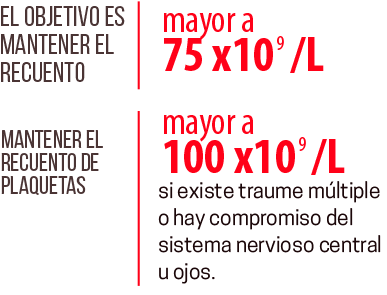 EL OBJETIVO ES
MANTENER EL
RECUENTO
mayor a
75 x10⁹/L
MANTENER EL
RECUENTO DE
PLAQUETAS
mayor a
100 x10⁹/L
si existe traume múltiple
o hay compromiso del
sistema nervioso central
u ojos.